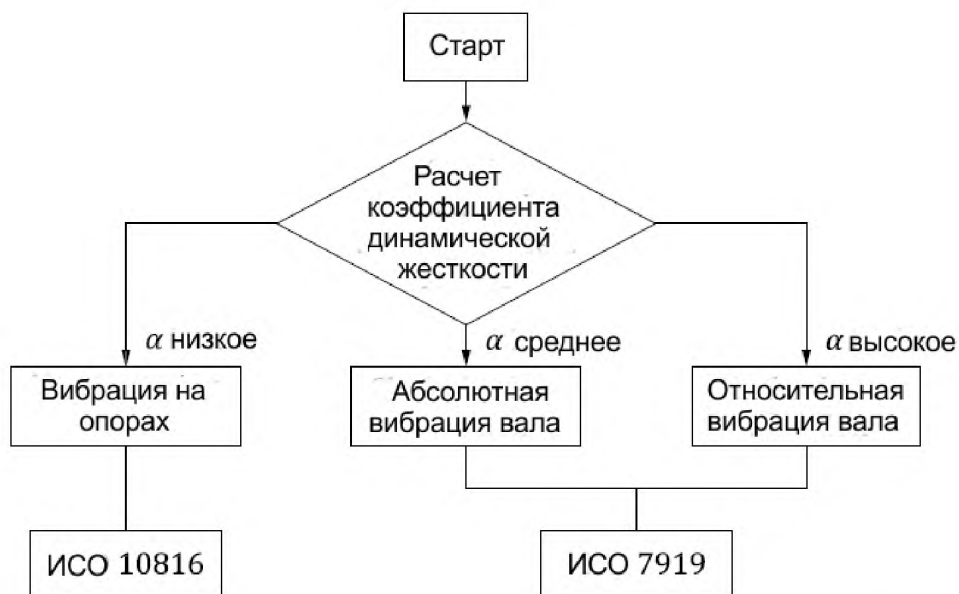 Старт
Расчет
коэффициента
динамической
жесткости
α низкое
α среднее
α высокое
Вибрация на
опорах
Абсолютная
вибрация вала
Относительная
вибрация вала
ИСО 10816
ИСО 7919